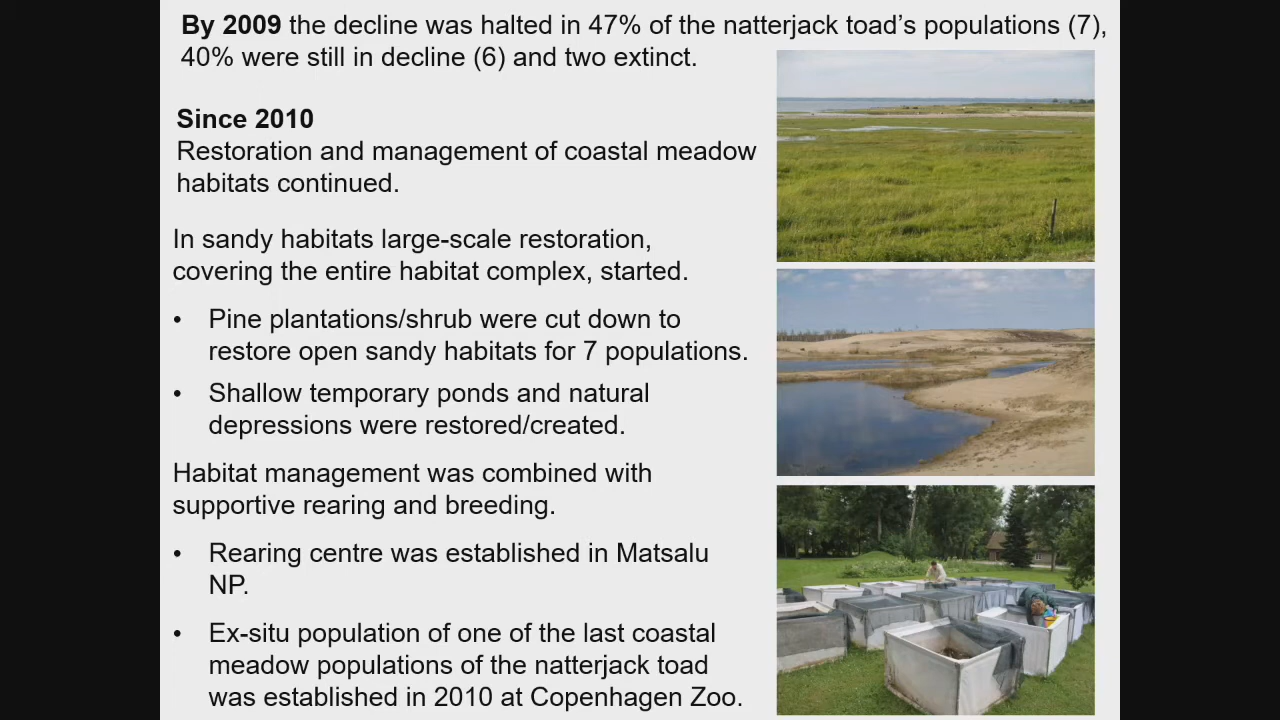 By 2009 the decline was halted in 47% of the natterjack toad’s populations (7),
40% were still in decline (6) and two extinct.
Since 2010
Restoration and management of coastal meadow
habitats continued.
In sandy habitats large-scale restoration,
covering the entire habitat complex, started.
• Pine plantations/shrub were cut down to
restore open sandy habitats for 7 populations.
• Shallow temporary ponds and natural
depressions were restored/created.
Habitat management was combined with
supportive rearing and breeding.
• Rearing centre was established in Matsalu
NP.
• Ex-situ population of one of the last coastal
meadow populations of the natterjack toad
was established in 2010 at Copenhagen Zoo.